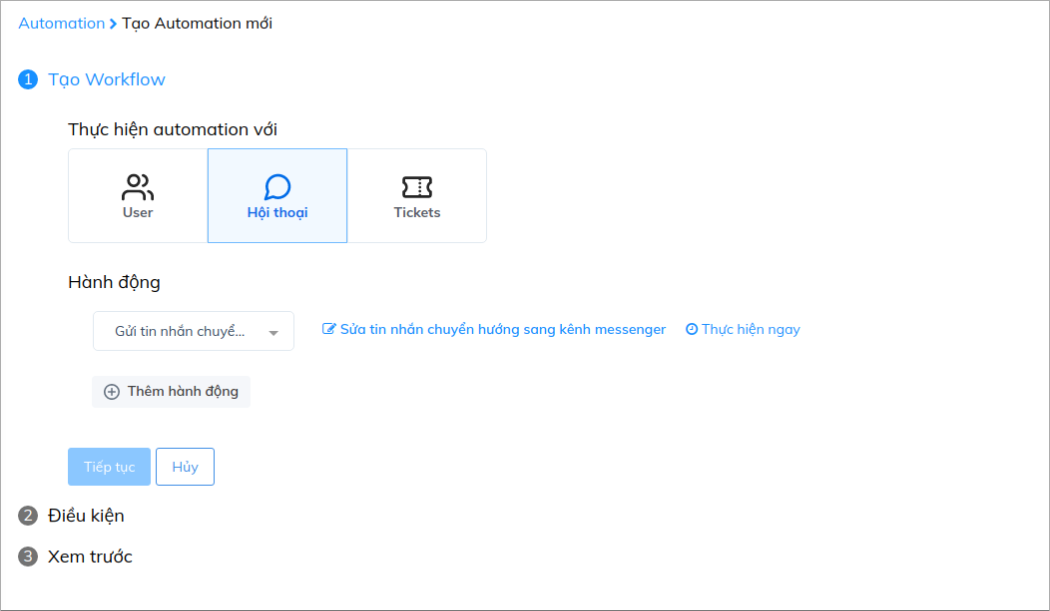 Automation > Tạo Automation mới
1 Tạo Workflow
Thực hiện automation với
User Hội thoại Tickets
Hành động
Gửi tin nhắn chuyể... Sửa tin nhắn chuyển hướng sang kênh messenger Thực hiện ngay
Thêm hành động
Tiếp tục Hủy
2 Điều kiện
3 Xem trước